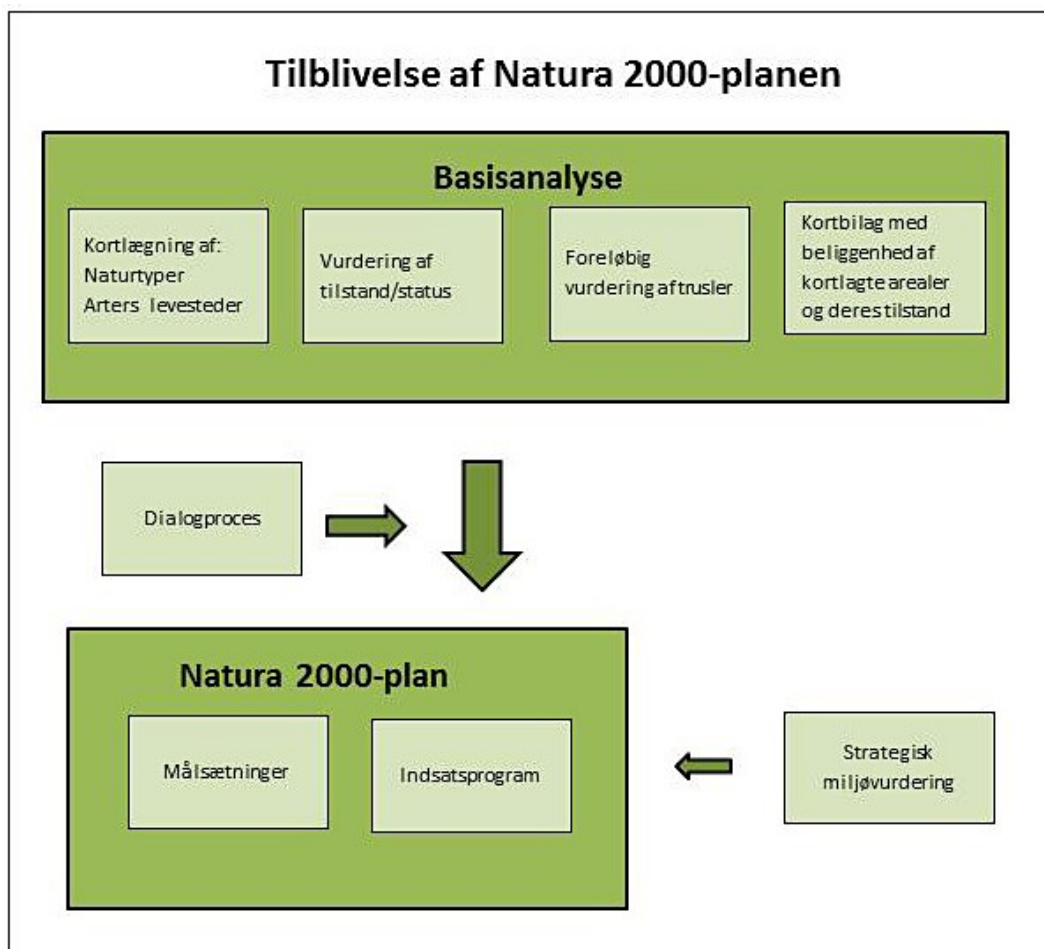 Tilblivelse af Natura 2000-planen
Basisanalyse
Kortlægning af:
Naturtyper
Arters levesteder
Vurdering af
tilstand/status
Foreløbig
vurdering af trusler
Kortbilag med
beliggenhed af
kortlagte arealer
og deres tilstand
Dialogproces
Natura 2000-plan
Målsætninger
Indsatsprogram
Strategisk
miljøvurdering